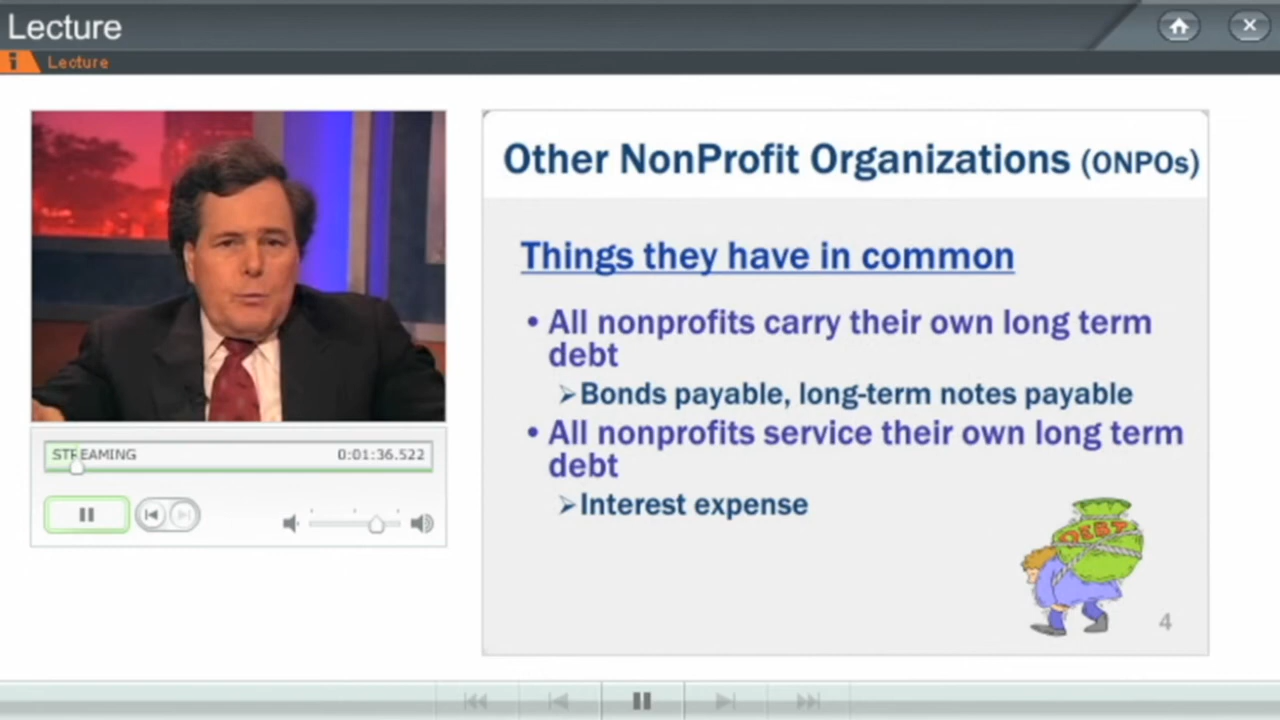 Lecture
i Lecture
Other NonProfit Organizations (ONPOs)
Things they have in common
• All nonprofits carry their own long term
debt
➢Bonds payable, long-term notes payable
• All nonprofits service their own long term
debt
➢Interest expense
DEBT
4
STREAMING 0:01:36.522